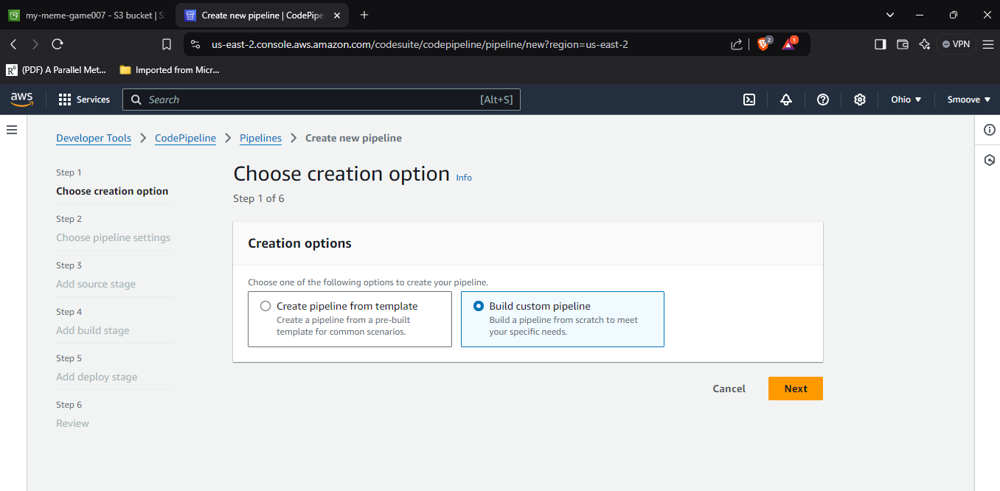 my-meme-game007 - S3 bucket | S
Create new pipeline | CodePipe
us-east-2.console.aws.amazon.com/codesuite/codepipeline/pipeline/new?region=us-east-2
2
1
VPN
(PDF) A Parallel Met...
Imported from Micr...
aws
Services
Search
[Alt+S]
Ohio
Smoove
Developer Tools
CodePipeline
Pipelines
Create new pipeline
Step 1
Choose creation option
Step 2
Choose pipeline settings
Step 3
Add source stage
Step 4
Add build stage
Step 5
Add deploy stage
Step 6
Review
Choose creation option Info
Step 1 of 6
Creation options
Choose one of the following options to create your pipeline.
Create pipeline from template
Create a pipeline from a pre-built
template for common scenarios.
Build custom pipeline
Build a pipeline from scratch to meet
your specific needs.
Cancel
Next